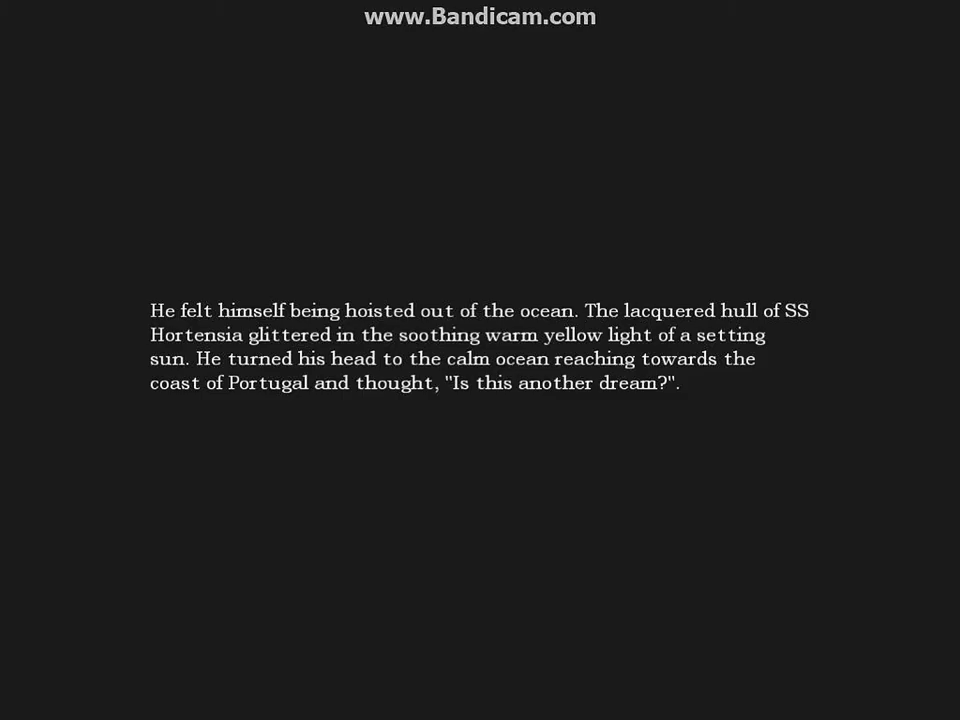 www.Bandicam.com
He felt himself being hoisted out of the ocean. The lacquered hull of SS
Hortensia glittered in the soothing warm yellow light of a setting
sun. He turned his head to the calm ocean reaching towards the
coast of Portugal and thought, "Is this another dream?".